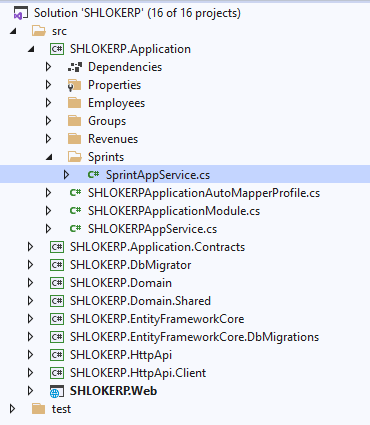 Solution 'SHLOKERP' (16 of 16 projects)
src
C# SHLOKERP.Application
Dependencies
Properties
Employees
Groups
Revenues
Sprints
C# SprintAppService.cs
C# SHLOKERPApplicationAutoMapperProfile.cs
C# SHLOKERPApplicationModule.cs
C# SHLOKERPAppService.cs
C# SHLOKERP.Application.Contracts
C# SHLOKERP.DbMigrator
C# SHLOKERP.Domain
C# SHLOKERP.Domain.Shared
C# SHLOKERP.EntityFrameworkCore
C# SHLOKERP.EntityFrameworkCore.DbMigrations
C# SHLOKERP.HttpApi
C# SHLOKERP.HttpApi.Client
SHLOKERP.Web
test